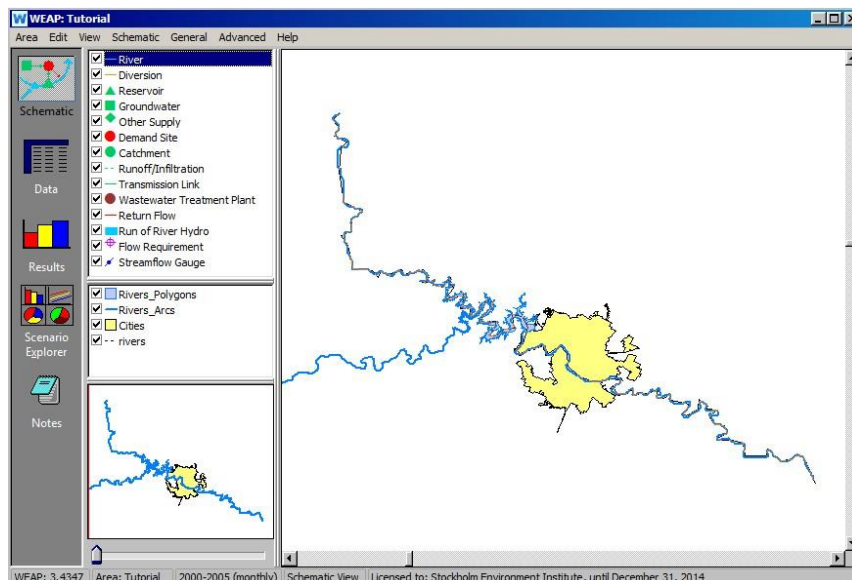 WEAP: Tutorial
Area Edit View Schematic General Advanced Help
Schematic
Data
Results
Scenario
Explorer
Notes
River
Diversion
Reservoir
Groundwater
Other Supply
Demand Site
Catchment
Runoff/Infiltration
Transmission Link
Wastewater Treatment Plant
Return Flow
Run of River Hydro
Flow Requirement
Streamflow Gauge
Rivers_Polygons
Rivers_Arcs
Cities
rivers
WEAP: 3.4347 Area: Tutorial 2000-2005 (monthly) Schematic View Licensed to: Stockholm Environment Institute, until December 31, 2014